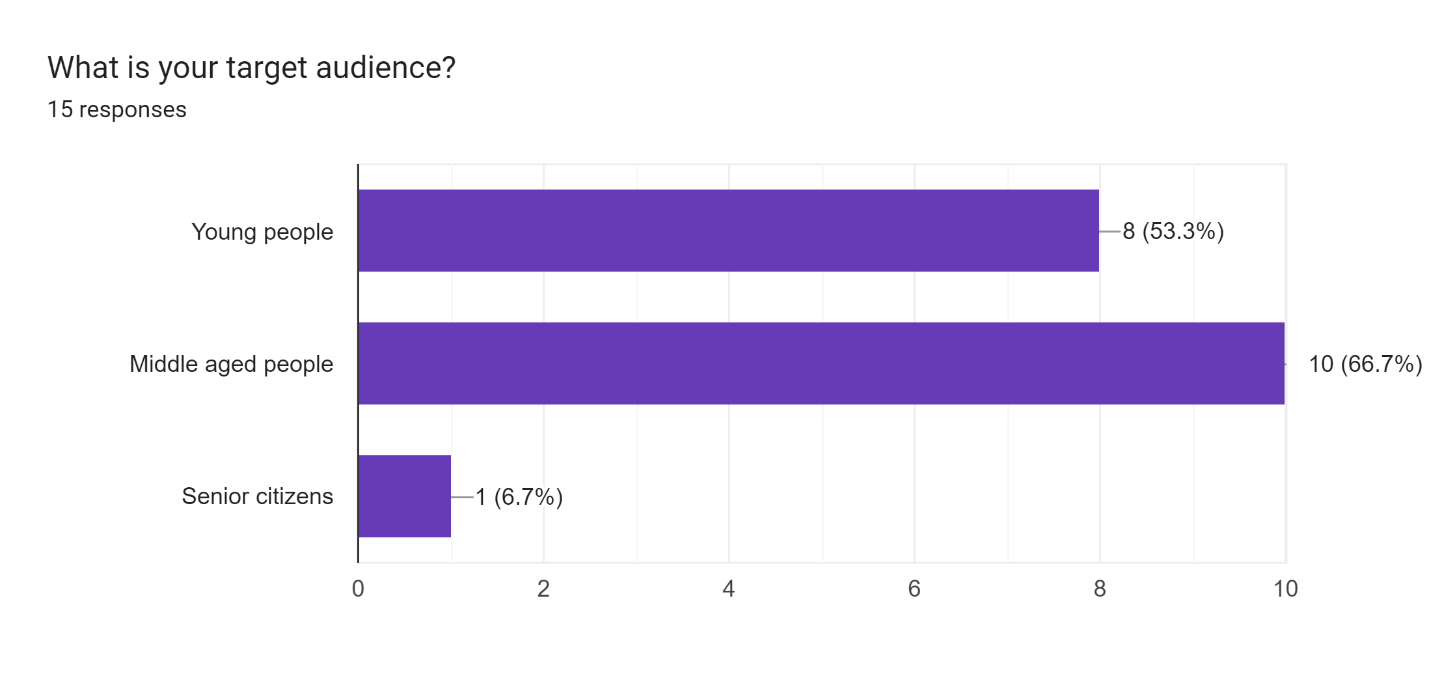 What is your target audience?
15 responses
Young people
8 (53.3%)
Middle aged people
10 (66.7%)
Senior citizens
1 (6.7%)
0 2 4 6 8 10